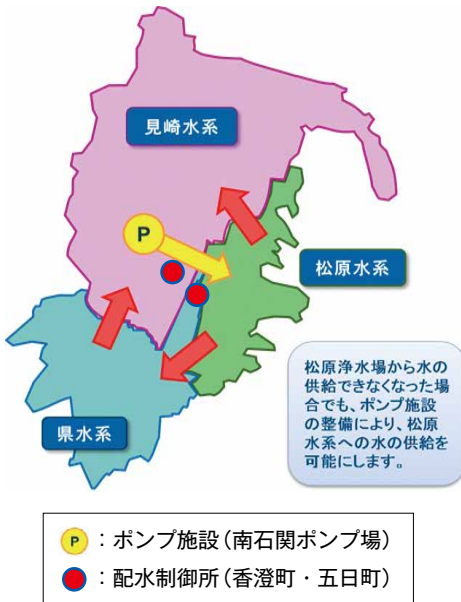 見崎水系
P
松原水系
松原浄水場から水の
供給できなくなった場
合でも、ポンプ施設
の整備により、松原
水系への水の供給を
可能にします。
県水系
P：ポンプ施設（南石関ポンプ場）
：配水制御所（香澄町・五日町）